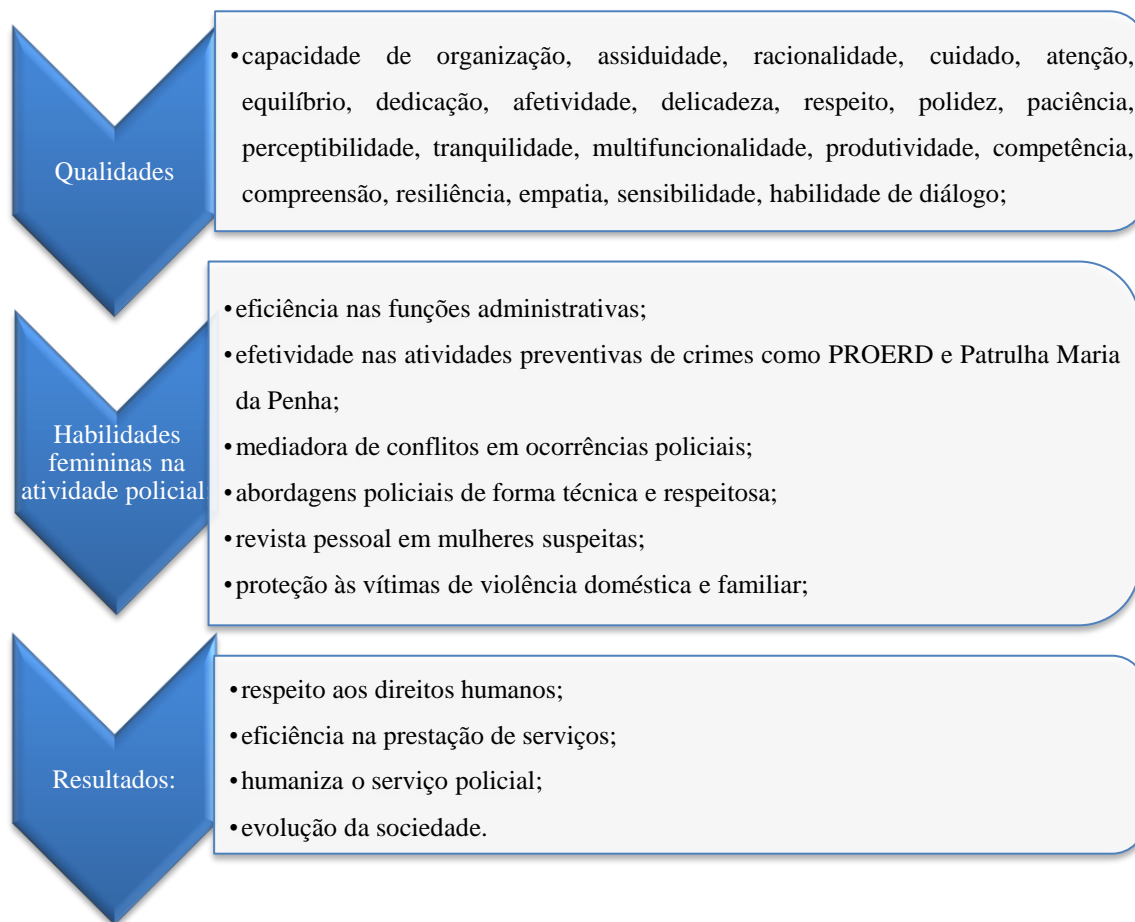 Qualidades
•capacidade de organização, assiduidade, racionalidade, cuidado, atenção,
equilíbrio, dedicação, afetividade, delicadeza, respeito, polidez, paciência,
perceptibilidade, tranquilidade, multifuncionalidade, produtividade, competência,
compreensão, resiliência, empatia, sensibilidade, habilidade de diálogo;
Habilidades
femininas na
atividade policial
•eficiência nas funções administrativas;
•efetividade nas atividades preventivas de crimes como PROERD e Patrulha Maria
da Penha;
•mediadora de conflitos em ocorrências policiais;
•abordagens policiais de forma técnica e respeitosa;
•revista pessoal em mulheres suspeitas;
•proteção às vítimas de violência doméstica e familiar;
Resultados:
•respeito aos direitos humanos;
•eficiência na prestação de serviços;
•humaniza o serviço policial;
•evolução da sociedade.